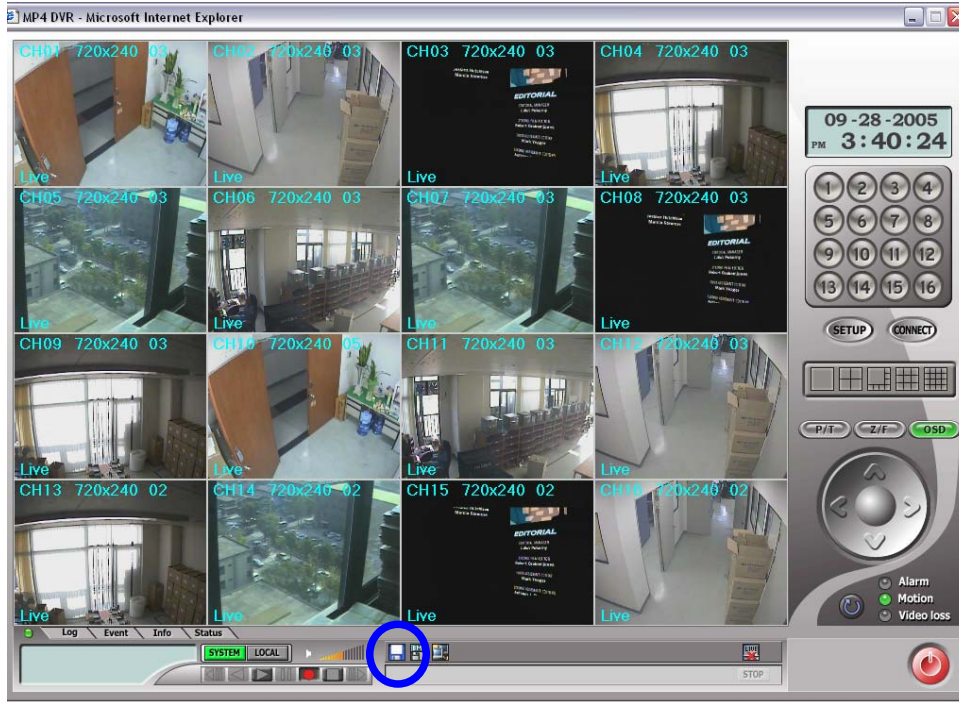 MP4 DVR - Microsoft Internet Explorer
CH01 720x240 03
CH02 720x240 03
CH03 720x240 03
CH04 720x240 03
EDITORIAL
Live
Live
Live
Live
CH05 720x240 03
CH06 720x240 03
CH07 720x240 03
CH08 720x240 03
EDITORIAL
Live
Live
Live
Live
CH09 720x240 03
CH10 720x240 05
CH11 720x240 03
CH12 720x240 03
Live
Live
Live
Live
CH13 720x240 02
CH14 720x240 02
CH15 720x240 02
CH16 720x240 02
EDITORIAL
Live
Live
Live
Live
09-28-2005
PM 3:40:24
1 2 3 4
5 6 7 8
9 10 11 12
13 14 15 16
SETUP CONNECT
P/T Z/F OSD
Alarm
Motion
Video loss
Log Event Info Status
SYSTEM LOCAL
LIVE
STOP